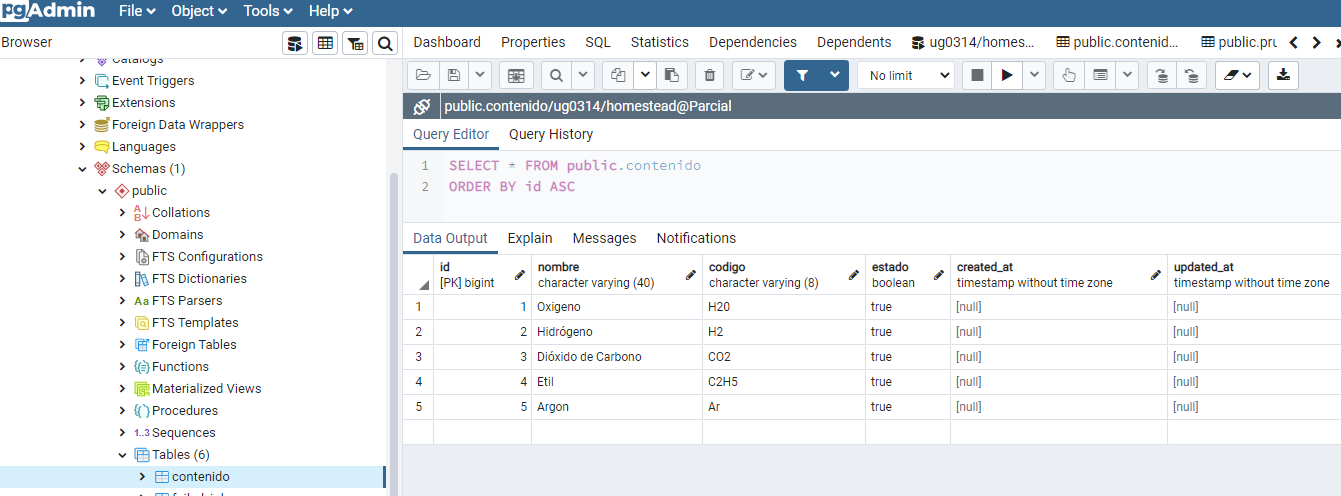 pgAdmin File Object Tools Help
Browser
Dashboard Properties SQL Statistics Dependencies Dependents ug0314/homes... public.contenid... public.pru
Catalogs
Event Triggers
Extensions
Foreign Data Wrappers
Languages
Schemas (1)
public
Collations
Domains
FTS Configurations
FTS Dictionaries
Aa FTS Parsers
FTS Templates
Foreign Tables
Functions
Materialized Views
Procedures
1..3 Sequences
Tables (6)
contenido
No limit
public.contenido/ug0314/homestead@Parcial
Query Editor Query History
1 SELECT * FROM public.contenido
2 ORDER BY id ASC
Data Output Explain Messages Notifications
id nombre codigo estado created_at updated_at
[PK] bigint character varying (40) character varying (8) boolean timestamp without time zone timestamp without time zone
1 1 Oxigeno H20 true [null] [null]
2 2 Hidrógeno H2 true [null] [null]
3 3 Dióxido de Carbono CO2 true [null] [null]
4 4 Etil C2H5 true [null] [null]
5 5 Argon Ar true [null] [null]